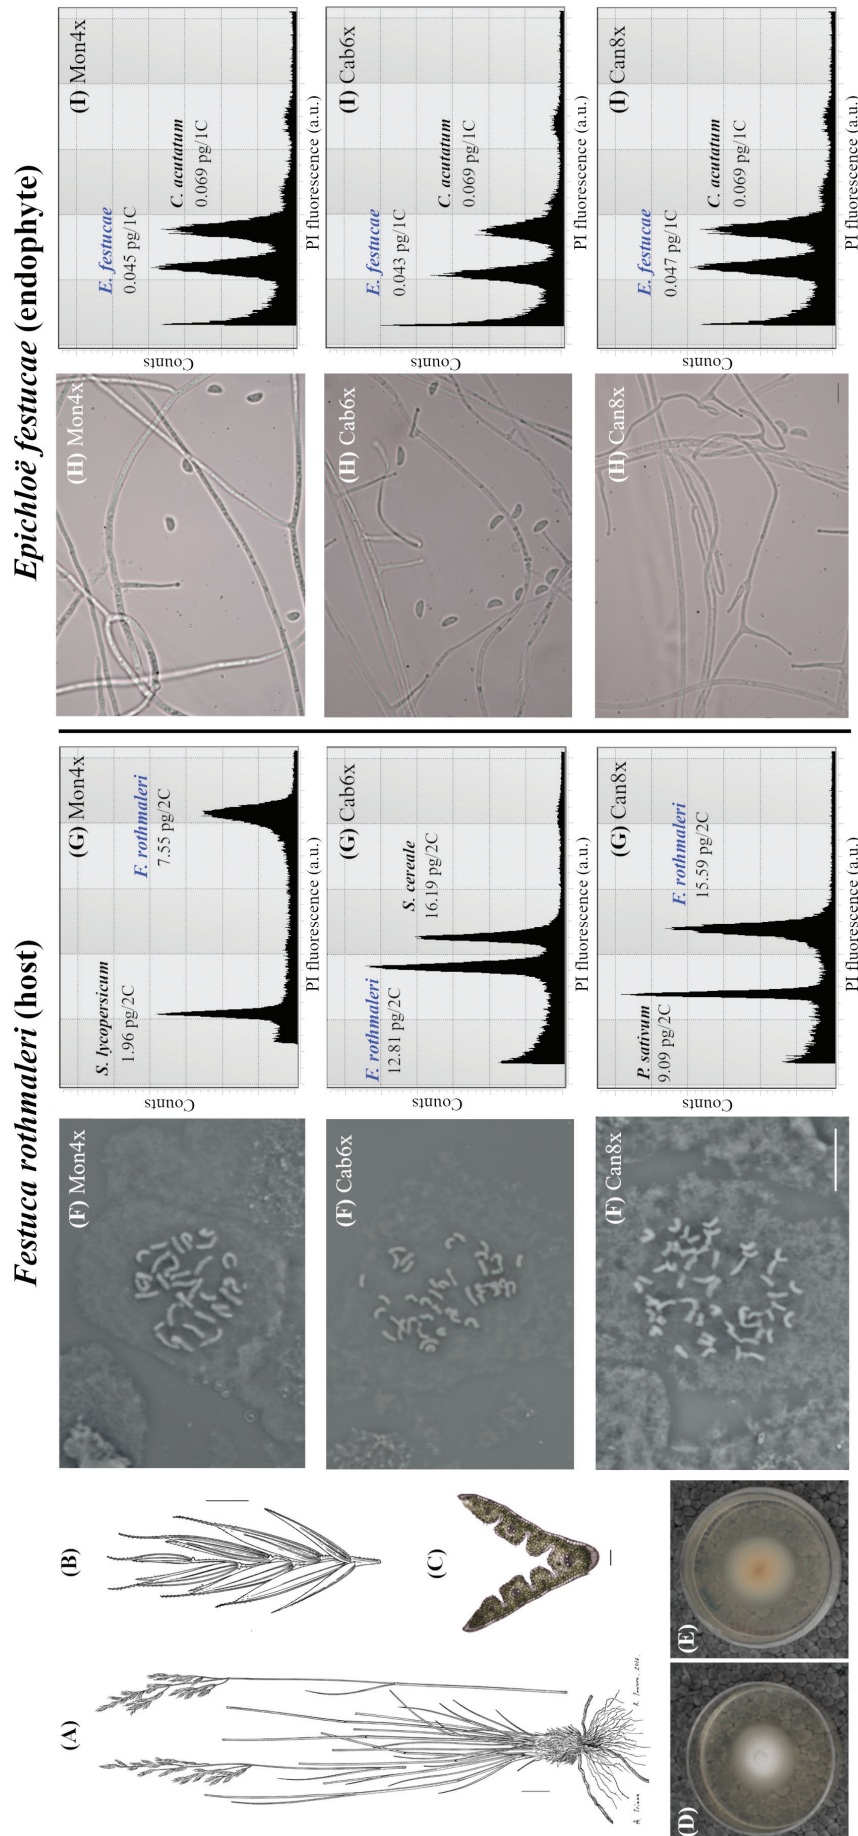 Festuca rothmaleri (host)
Epichloë festucae (endophyte)
(A)
A. Trinan
(B)
(C)
(D)
(E)
(F) Mon4x
(G) Mon4x
S. lycopersicum
1.96 pg/2C
F. rothmaleri
7.55 pg/2C
Counts
PI fluorescence (a.u.)
(H) Mon4x
(I) Mon4x
E. festucae
0.045 pg/1C
C. acutatum
0.069 pg/1C
Counts
PI fluorescence (a.u.)
(F) Cab6x
(G) Cab6x
F. rothmaleri
12.81 pg/2C
S. cereale
16.19 pg/2C
Counts
PI fluorescence (a.u.)
(H) Cab6x
(I) Cab6x
E. festucae
0.043 pg/1C
C. acutatum
0.069 pg/1C
Counts
PI fluorescence (a.u.)
(F) Can8x
(G) Can8x
P. sativum
9.09 pg/2C
F. rothmaleri
15.59 pg/2C
Counts
PI fluorescence (a.u.)
(H) Can8x
(I) Can8x
E. festucae
0.047 pg/1C
C. acutatum
0.069 pg/1C
Counts
PI fluorescence (a.u.)